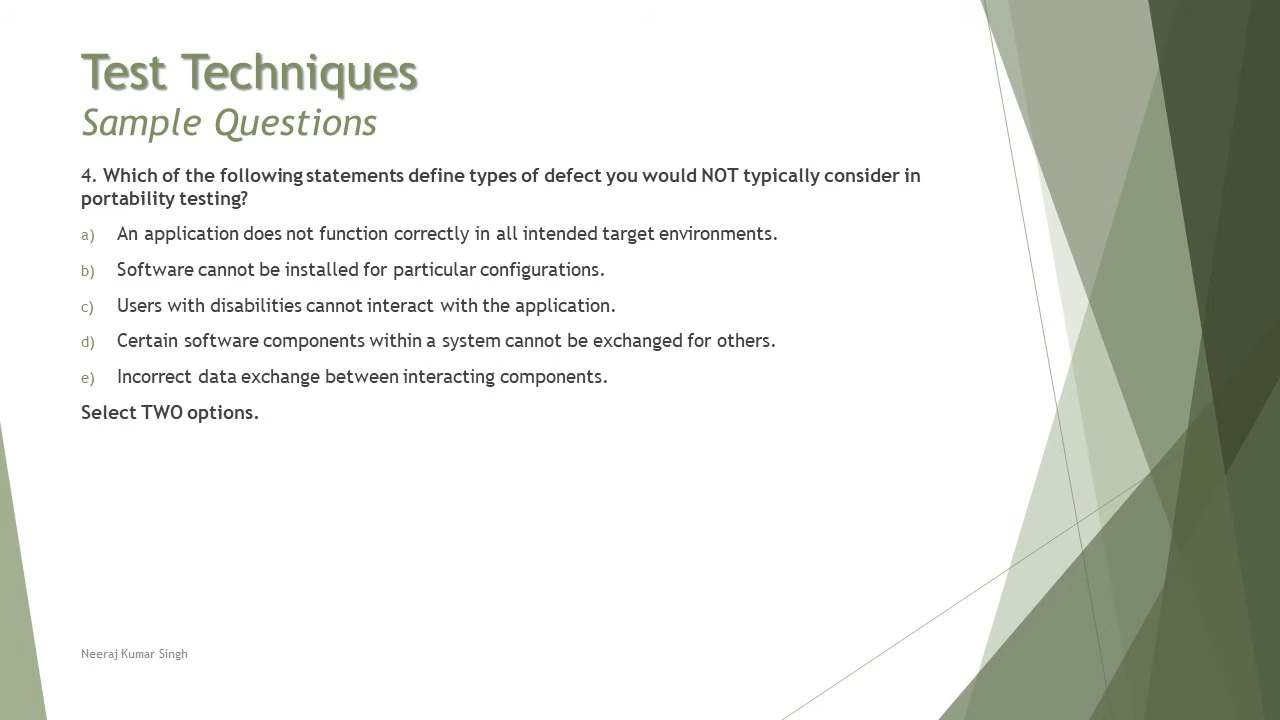 Test Techniques
Sample Questions
4. Which of the following statements define types of defect you would NOT typically consider in
portability testing?
a) An application does not function correctly in all intended target environments.
b) Software cannot be installed for particular configurations.
c) Users with disabilities cannot interact with the application.
d) Certain software components within a system cannot be exchanged for others.
e) Incorrect data exchange between interacting components.
Select TWO options.
Neeraj Kumar Singh